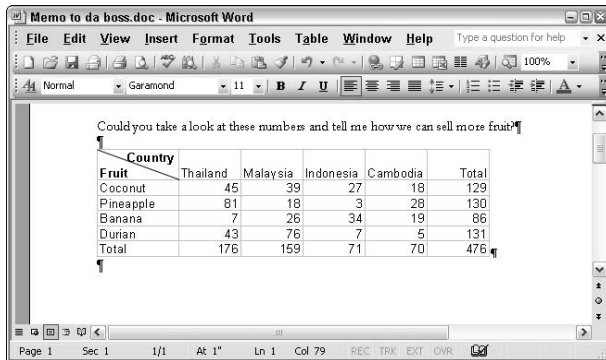 Memo to da boss.doc - Microsoft Word
File Edit View Insert Format Tools Table Window Help Type a question for help
100%
Normal Garamond 11 B I U A
Could you take a look at these numbers and tell me how we can sell more fruit?¶
¶
Country
Fruit Thailand Malaysia Indonesia Cambodia Total
Coconut 45 39 27 18 129
Pineapple 81 18 3 28 130
Banana 7 26 34 19 86
Durian 43 76 7 5 131
Total 176 159 71 70 476 ¶
¶
Page 1 Sec 1 1/1 At 1" Ln 1 Col 79 REC TRK EXT OVR